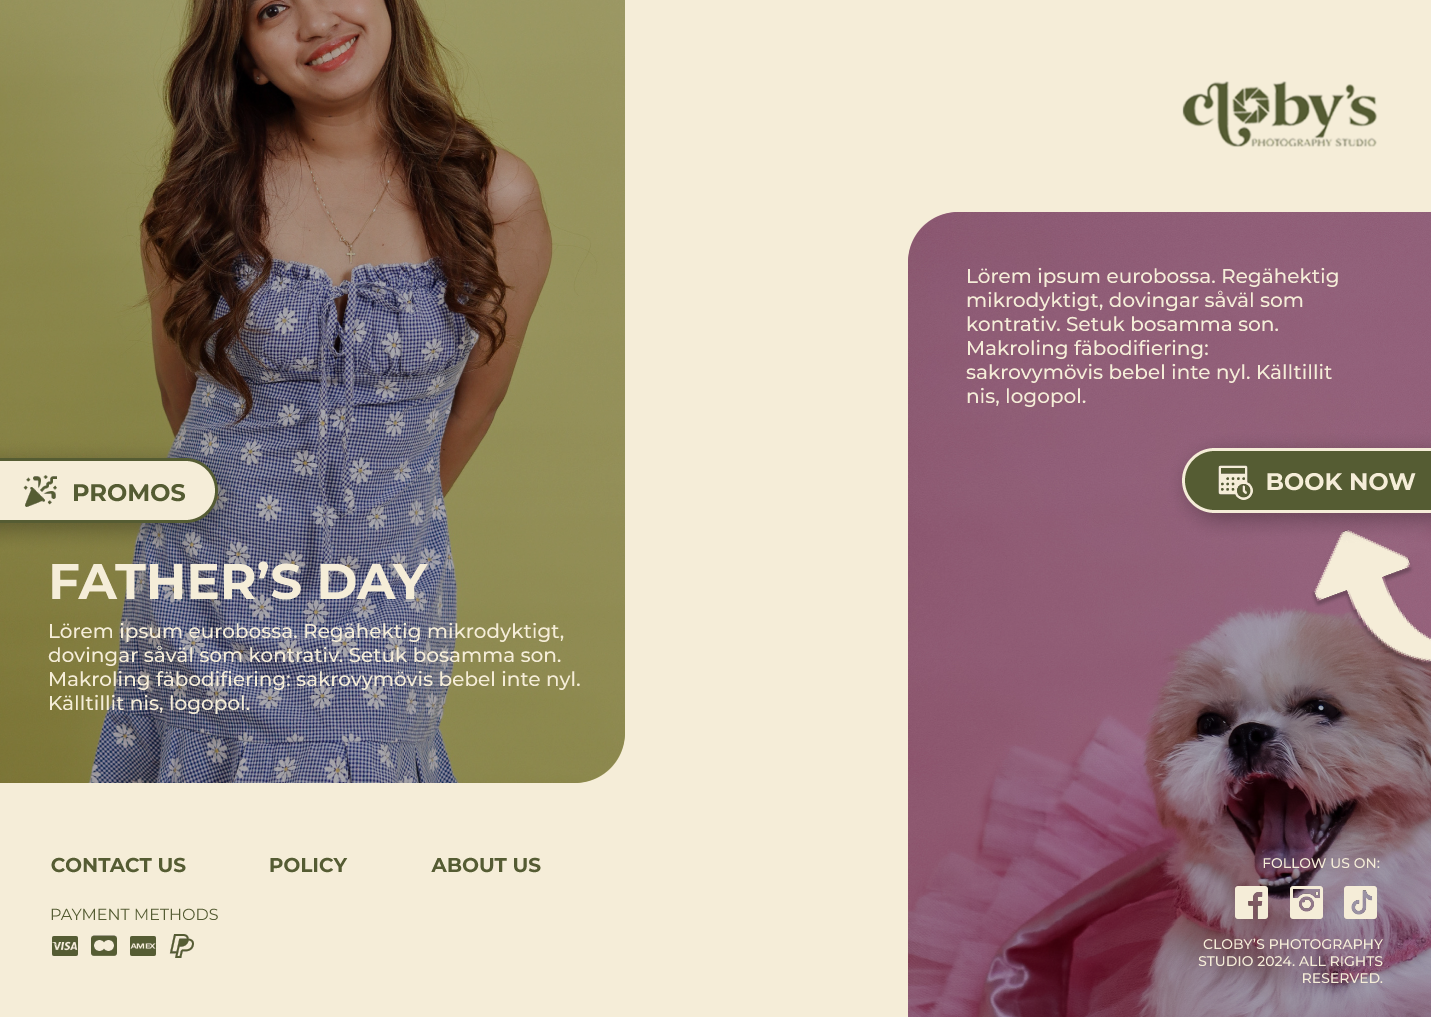 cloby's
PHOTOGRAPHY STUDIO
PROMOS
FATHER'S DAY
Lörem ipsum eurobossa. Regähektig mikrodyktigt,
dovingar såväl som kontrativ. Setuk bosamma son.
Makroling fäbodifiering: sakrovymövis bebel inte nyl.
Källtillit nis, logopol.
CONTACT US
POLICY
ABOUT US
PAYMENT METHODS
VISA
AMEX
Lörem ipsum eurobossa. Regähektig
mikrodyktigt, dovingar såväl som
kontrativ. Setuk bosamma son.
Makroling fäbodifiering:
sakrovymövis bebel inte nyl. Källtillit
nis, logopol.
BOOK NOW
FOLLOW US ON:
CLOBY'S PHOTOGRAPHY
STUDIO 2024. ALL RIGHTS
RESERVED.